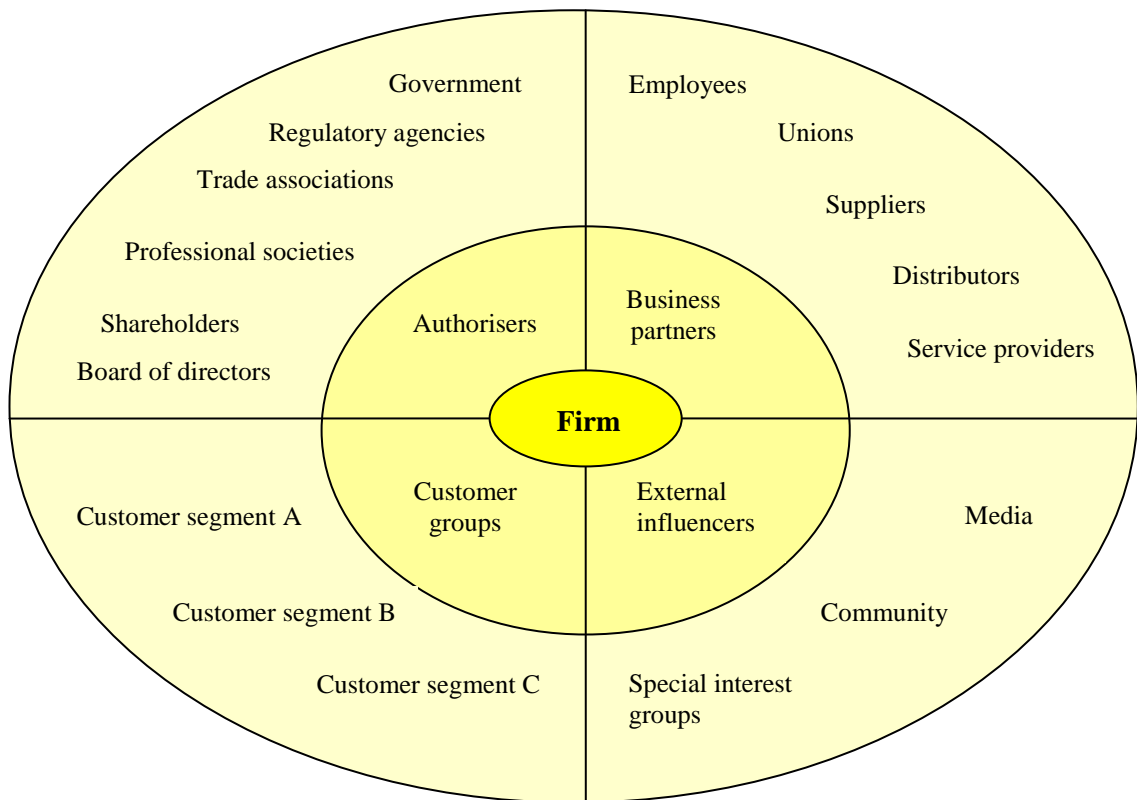 Government
Employees
Regulatory agencies
Unions
Trade associations
Suppliers
Professional societies
Distributors
Shareholders
Authorisers
Business
partners
Board of directors
Service providers
Firm
Customer segment A
Customer
groups
External
influencers
Media
Customer segment B
Community
Customer segment C
Special interest
groups